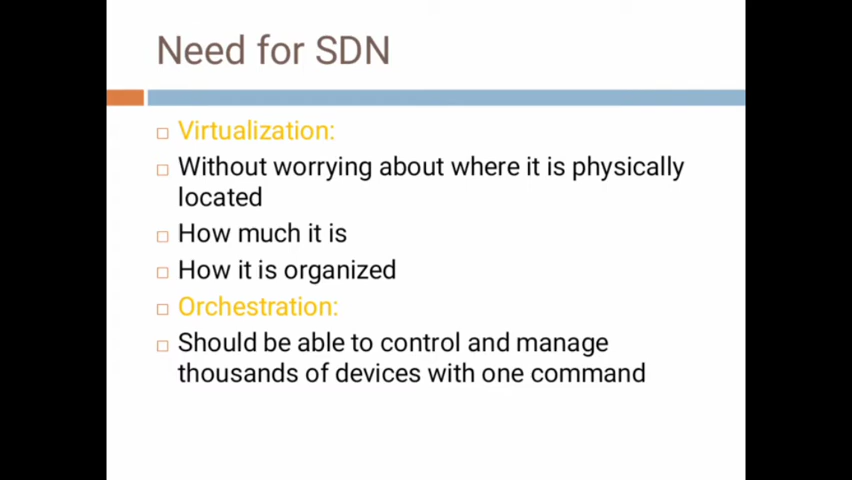 Need for SDN
Virtualization:
Without worrying about where it is physically
located
How much it is
How it is organized
Orchestration:
Should be able to control and manage
thousands of devices with one command